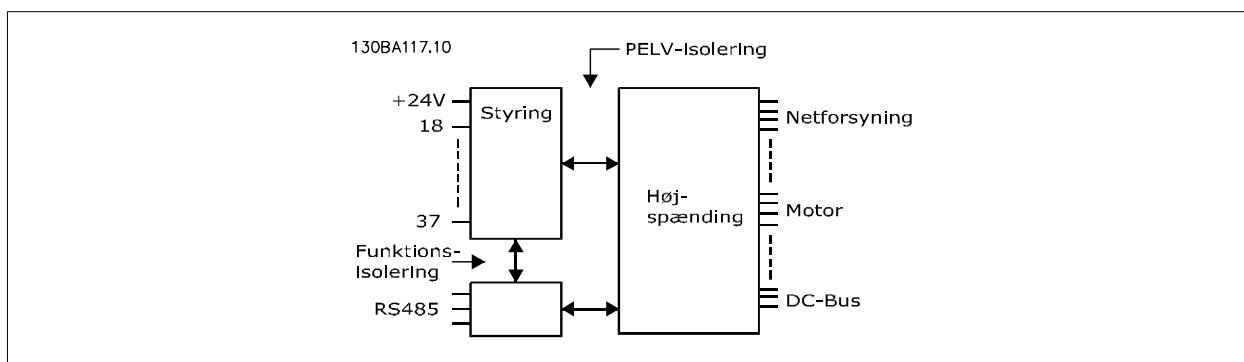 130BA117.10
PELV-isolering
+24V
Styring
18
37
Høj-
spænding
Netforsyning
Motor
DC-Bus
Funktions-
isolering
RS485